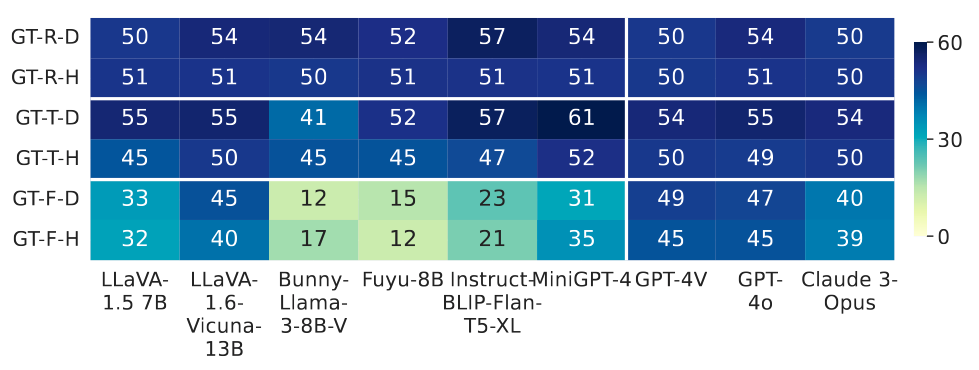 GT-R-D 50 54 54 52 57 54 50 54 50
GT-R-H 51 51 50 51 51 51 50 51 50
GT-T-D 55 55 41 52 57 61 54 55 54
GT-T-H 45 50 45 45 47 52 50 49 50
GT-F-D 33 45 12 15 23 31 49 47 40
GT-F-H 32 40 17 12 21 35 45 45 39
60
30
0
LLaVA-
1.5 7B
LLaVA-
1.6-
Vicuna-
13B
Bunny-
Llama-
3-8B-V
Fuyu-8B
Instruct-
BLIP-Flan-
T5-XL
MiniGPT-4
GPT-4V
GPT-
4o
Claude 3-
Opus